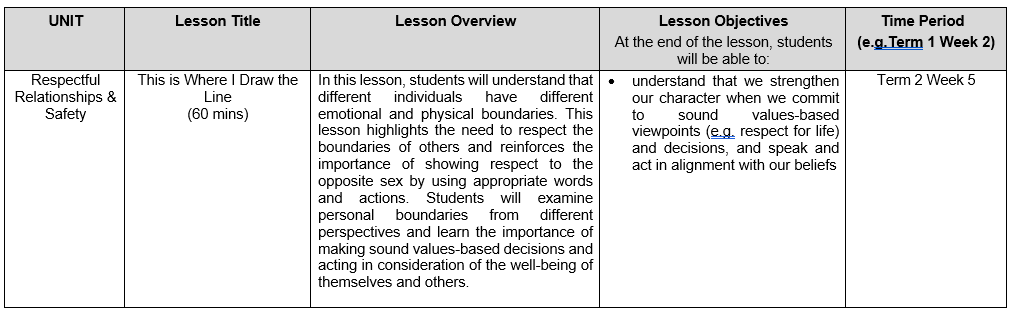 UNIT
Lesson Title
Lesson Overview
Lesson Objectives
At the end of the lesson, students
will be able to:
Time Period
(e.g.Term 1 Week 2)
Respectful
Relationships &
Safety
This is Where I Draw the
Line
(60 mins)
In this lesson, students will understand that
different individuals have different
emotional and physical boundaries. This
lesson highlights the need to respect the
boundaries of others and reinforces the
importance of showing respect to the
opposite sex by using appropriate words
and actions. Students will examine
personal boundaries from different
perspectives and learn the importance of
making sound values-based decisions and
acting in consideration of the well-being of
themselves and others.
• understand that we strengthen
our character when we commit
to sound values-based
viewpoints (e.g. respect for life)
and decisions, and speak and
act in alignment with our beliefs
Term 2 Week 5